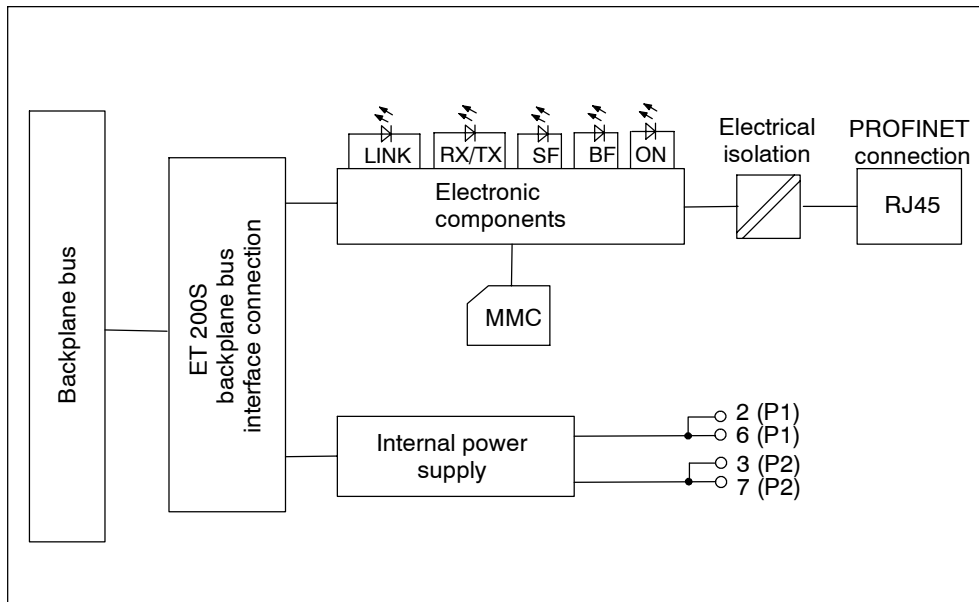 Backplane bus
ET 200S
backplane bus
interface connection
LINK
RX/TX
SF
BF
ON
Electronic
components
MMC
Electrical
isolation
PROFINET
connection
RJ45
Internal power
supply
2 (P1)
6 (P1)
3 (P2)
7 (P2)